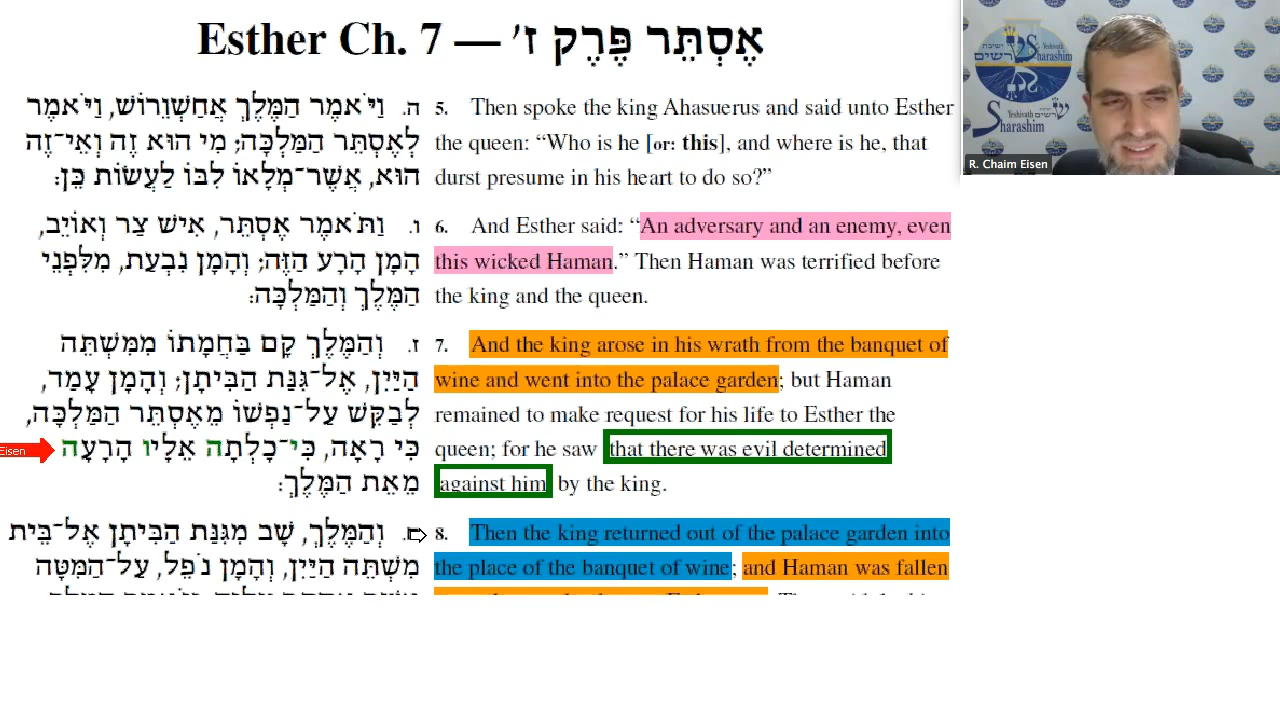 Esther Ch. 7 — אֶסְתֵּר פֶּרֶק ז׳
ה. וַיֹּאמֶר הַמֶּלֶךְ אֲחַשְׁוֵרוֹשׁ, וַיֹּאמֶר
לְאֶסְתֵּר הַמַּלְכָּה; מִי הוּא זֶה וְאֵי־זֶה
הוּא, אֲשֶׁר־מְלָאוֹ לִבּוֹ לַעֲשׂוֹת כֵּן:
5. Then spoke the king Ahasuerus and said unto Esther
the queen: “Who is he [or: this], and where is he, that
durst presume in his heart to do so?”
ו. וַתֹּאמֶר אֶסְתֵּר, אִישׁ צַר וְאוֹיֵב,
הָמָן הָרָע הַזֶּה; וְהָמָן נִבְעַת, מִלִּפְנֵי
הַמֶּלֶךְ וְהַמַּלְכָּה:
6. And Esther said: “An adversary and an enemy, even
this wicked Haman.” Then Haman was terrified before
the king and the queen.
ז. וְהַמֶּלֶךְ קָם בַּחֲמָתוֹ מִמִּשְׁתֵּה
הַיַּיִן, אֶל־גִּנַּת הַבִּיתָן; וְהָמָן עָמַד,
לְבַקֵּשׁ עַל־נַפְשׁוֹ מֵאֶסְתֵּר הַמַּלְכָּה,
כִּי רָאָה, כִּי־כָלְתָה אֵלָיו הָרָעָה
מֵאֵת הַמֶּלֶךְ:
7. And the king arose in his wrath from the banquet of
wine and went into the palace garden; but Haman
remained to make request for his life to Esther the
queen; for he saw that there was evil determined
against him by the king.
Eisen
ח. וְהַמֶּלֶךְ, שָׁב מִגִּנַּת הַבִּיתָן אֶל־בֵּית
מִשְׁתֵּה הַיַּיִן, וְהָמָן נֹפֵל, עַל־הַמִּטָּה
8. Then the king returned out of the palace garden into
the place of the banquet of wine; and Haman was fallen
ישיבת
שרשים
Yeshivath
Sharashim
Yeshivath
שרשים
Sharashim
R. Chaim Eisen